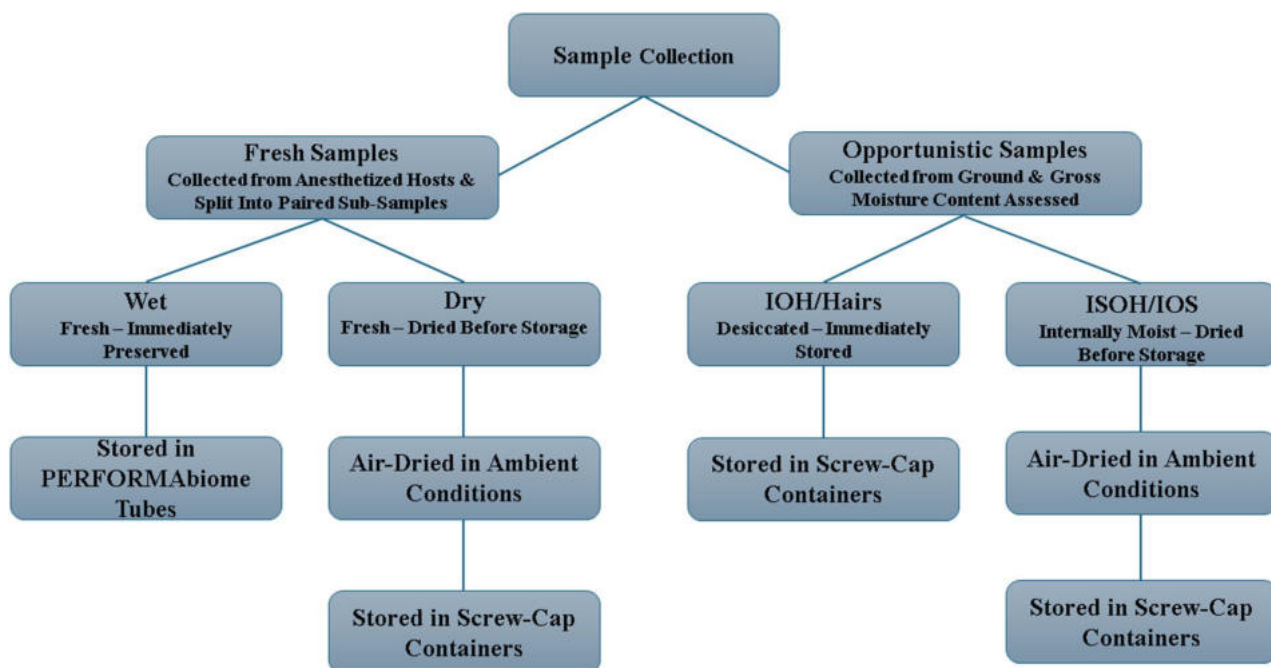 Sample Collection
Fresh Samples
Collected from Anesthetized Hosts &
Split Into Paired Sub-Samples
Opportunistic Samples
Collected from Ground & Gross
Moisture Content Assessed
Wet
Fresh – Immediately
Preserved
Dry
Fresh – Dried Before Storage
IOH/Hairs
Desiccated – Immediately
Stored
ISOH/IOS
Internally Moist – Dried
Before Storage
Stored in
PERFORMAbiome
Tubes
Air-Dried in Ambient
Conditions
Stored in Screw-Cap
Containers
Air-Dried in Ambient
Conditions
Stored in Screw-Cap
Containers
Stored in Screw-Cap
Containers